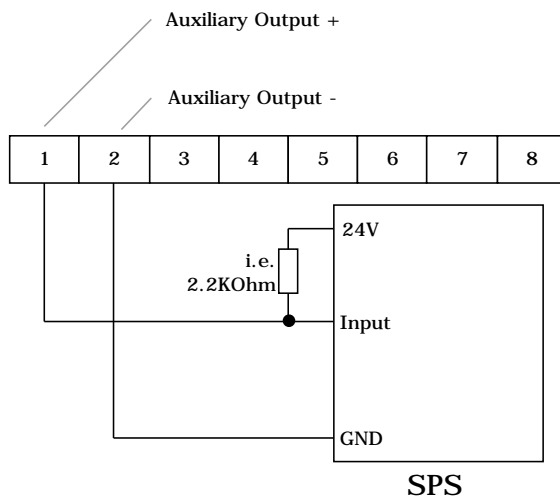 Auxiliary Output +
Auxiliary Output -
1 2 3 4 5 6 7 8
24V
i.e.
2.2KOhm
Input
GND
SPS